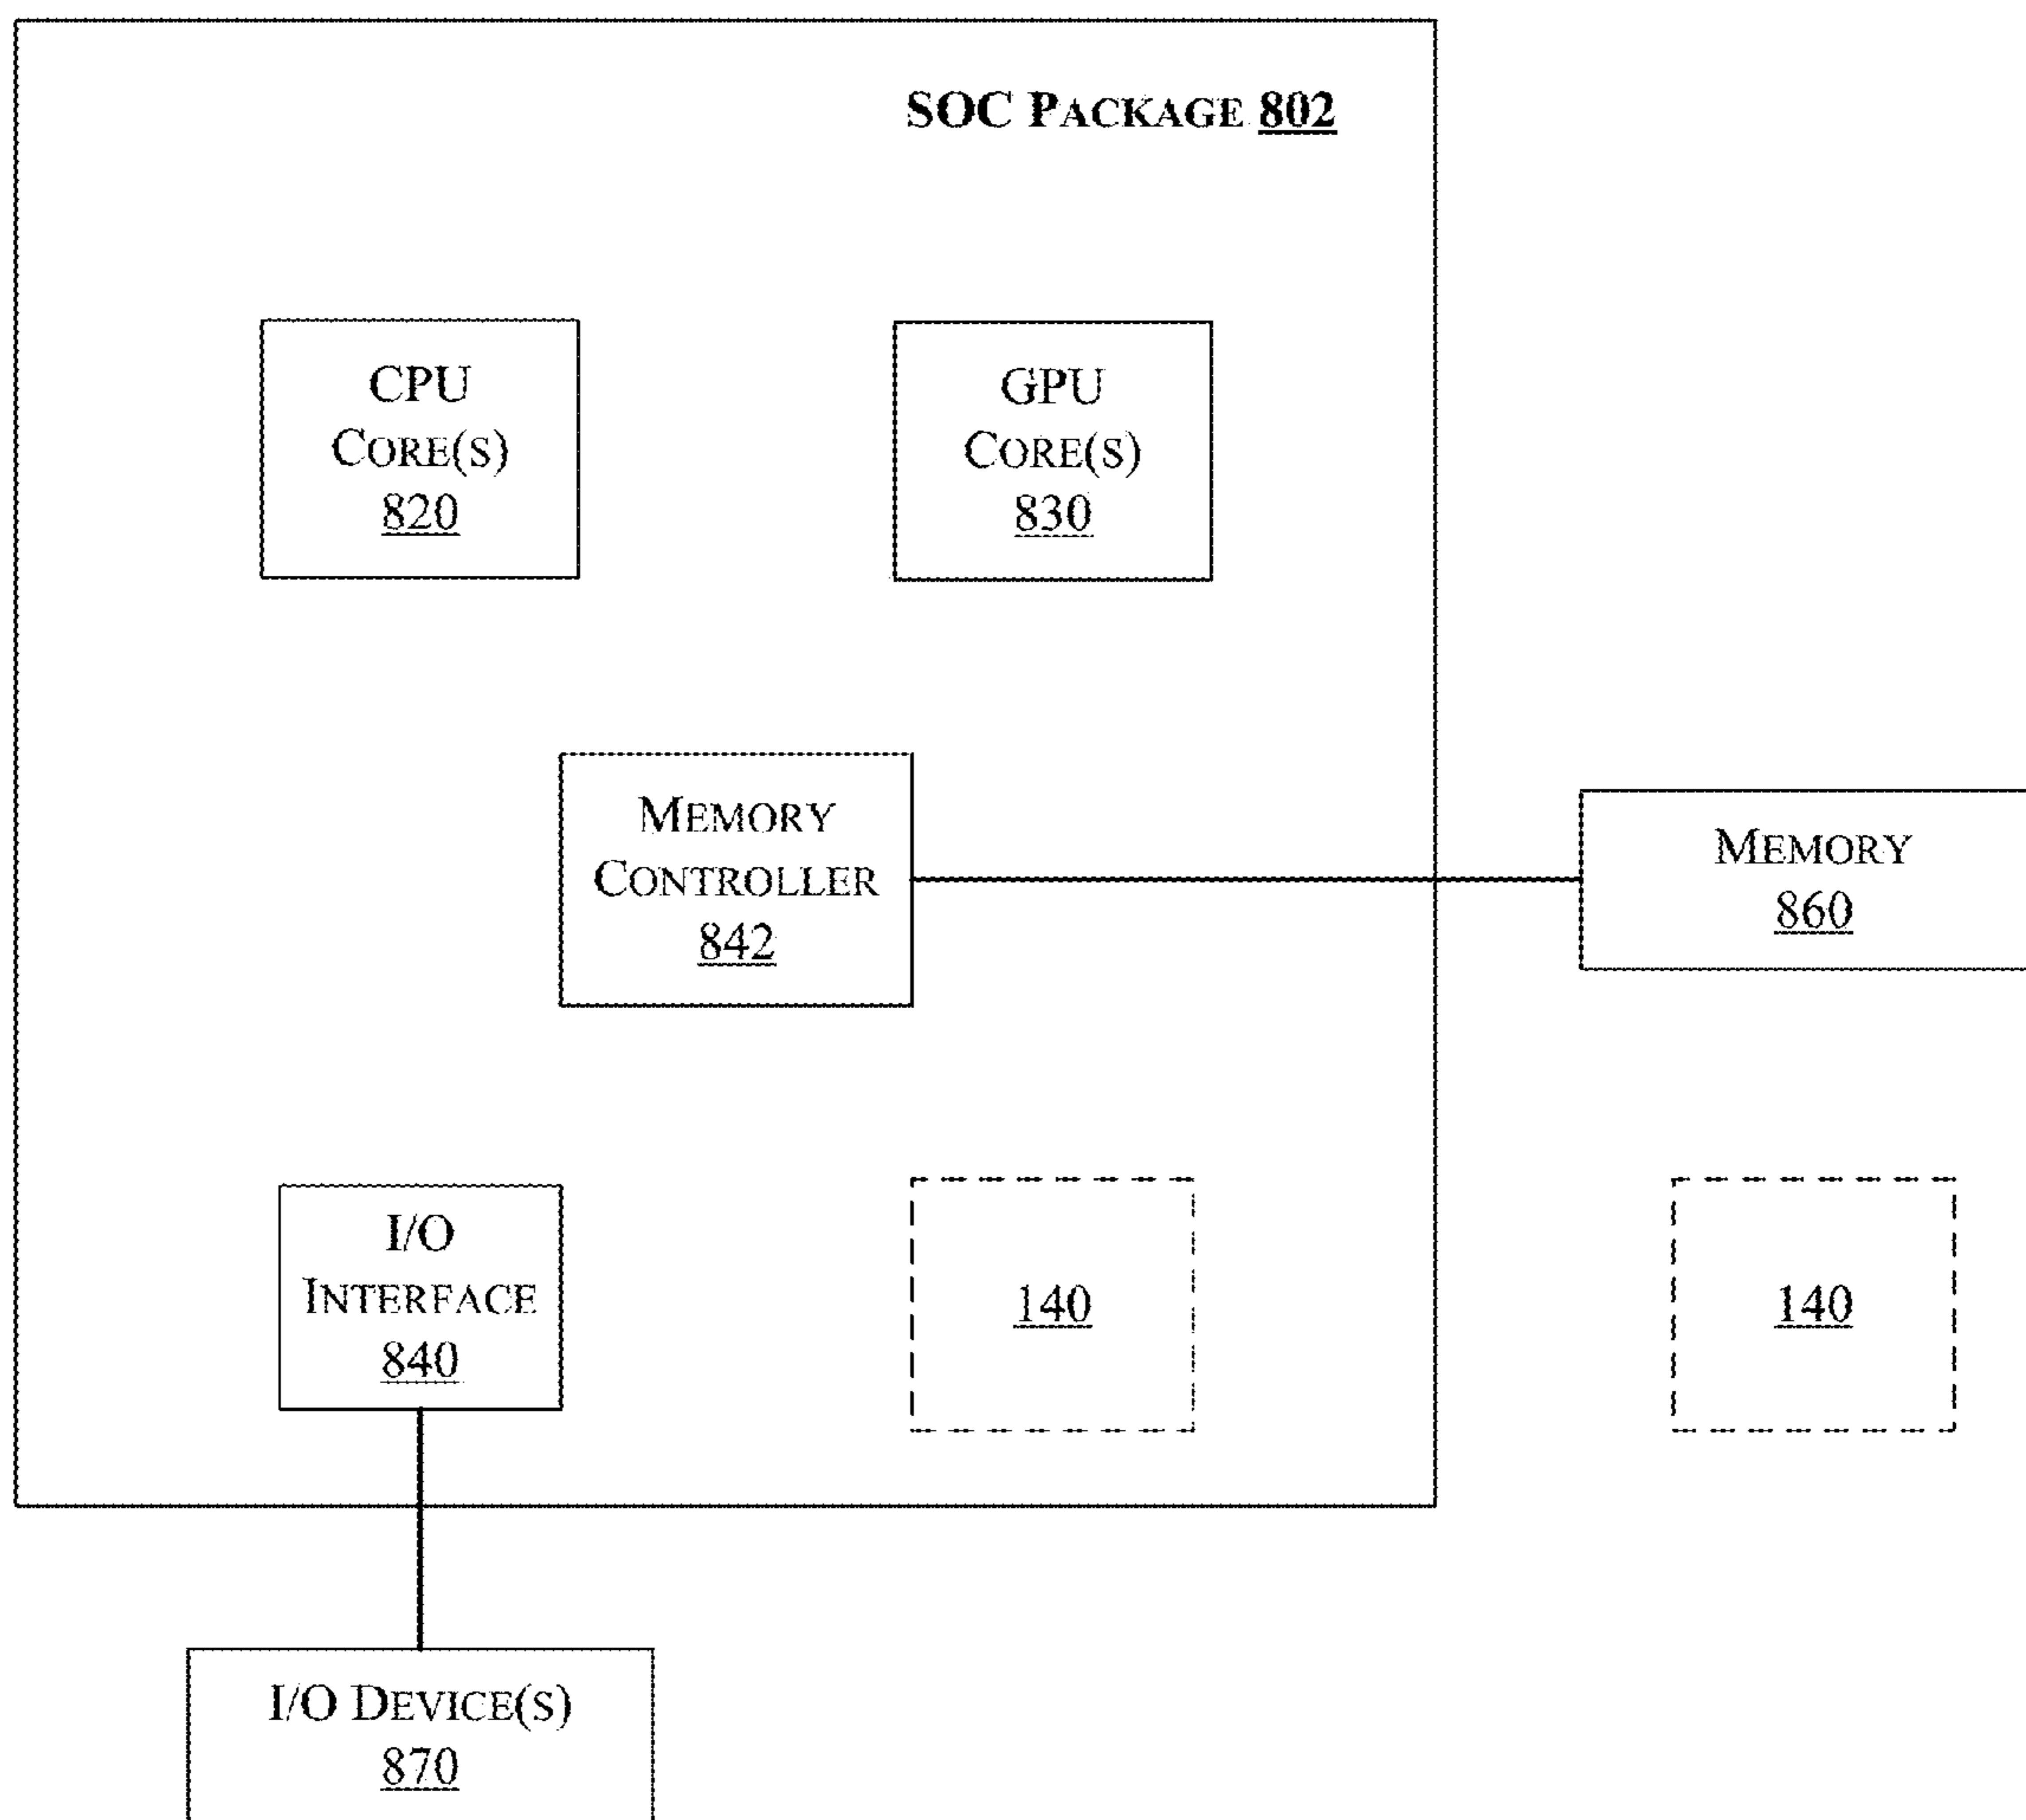 SOC PACKAGE 802
CPU
CORE(S)
820
GPU
CORE(S)
830
MEMORY
CONTROLLER
842
MEMORY
860
I/O
INTERFACE
840
140
140
I/O DEVICE(S)
870